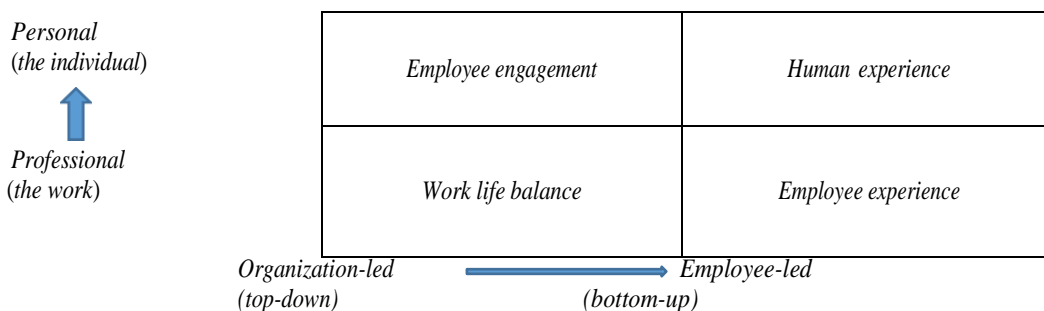 Personal
(the individual)
Employee engagement
Human experience
Professional
(the work)
Work life balance
Employee experience
Organization-led
Employee-led
(top-down)
(bottom-up)